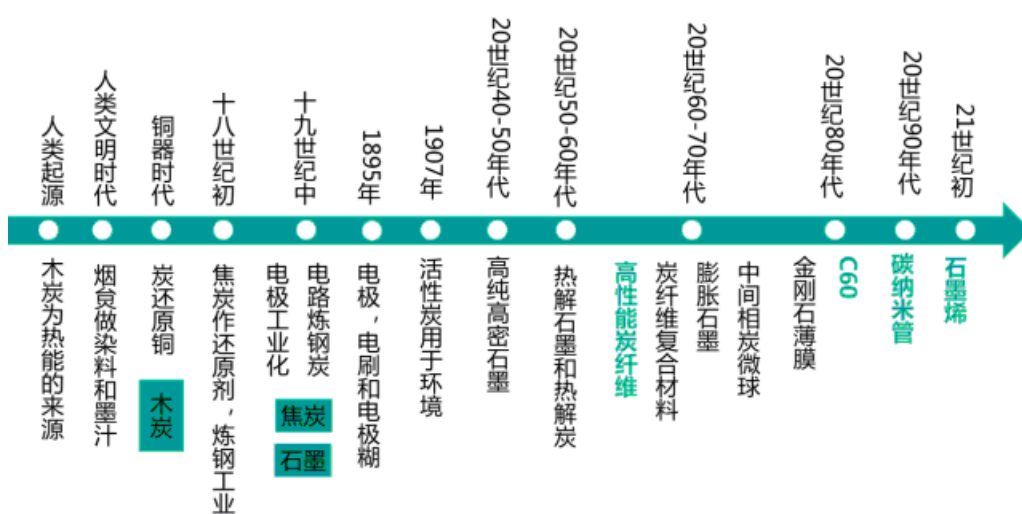 人类起源
人类文明时代
铜器时代
十八世纪初
十九世纪中
1895年
1907年
20世纪40-50年代
20世纪50-60年代
20世纪60-70年代
20世纪80年代
20世纪90年代
21世纪初
木炭为热能的来源
烟炱做染料和墨汁
炭还原铜
木炭
焦炭作还原剂，炼钢工业
电极工业化
电路炼钢炭
焦炭
石墨
电极，电刷和电极糊
活性炭用于环境
高纯高密石墨
热解石墨和热解炭
高性能炭纤维
炭纤维复合材料
膨胀石墨
中间相炭微球
金刚石薄膜
C60
碳纳米管
石墨烯